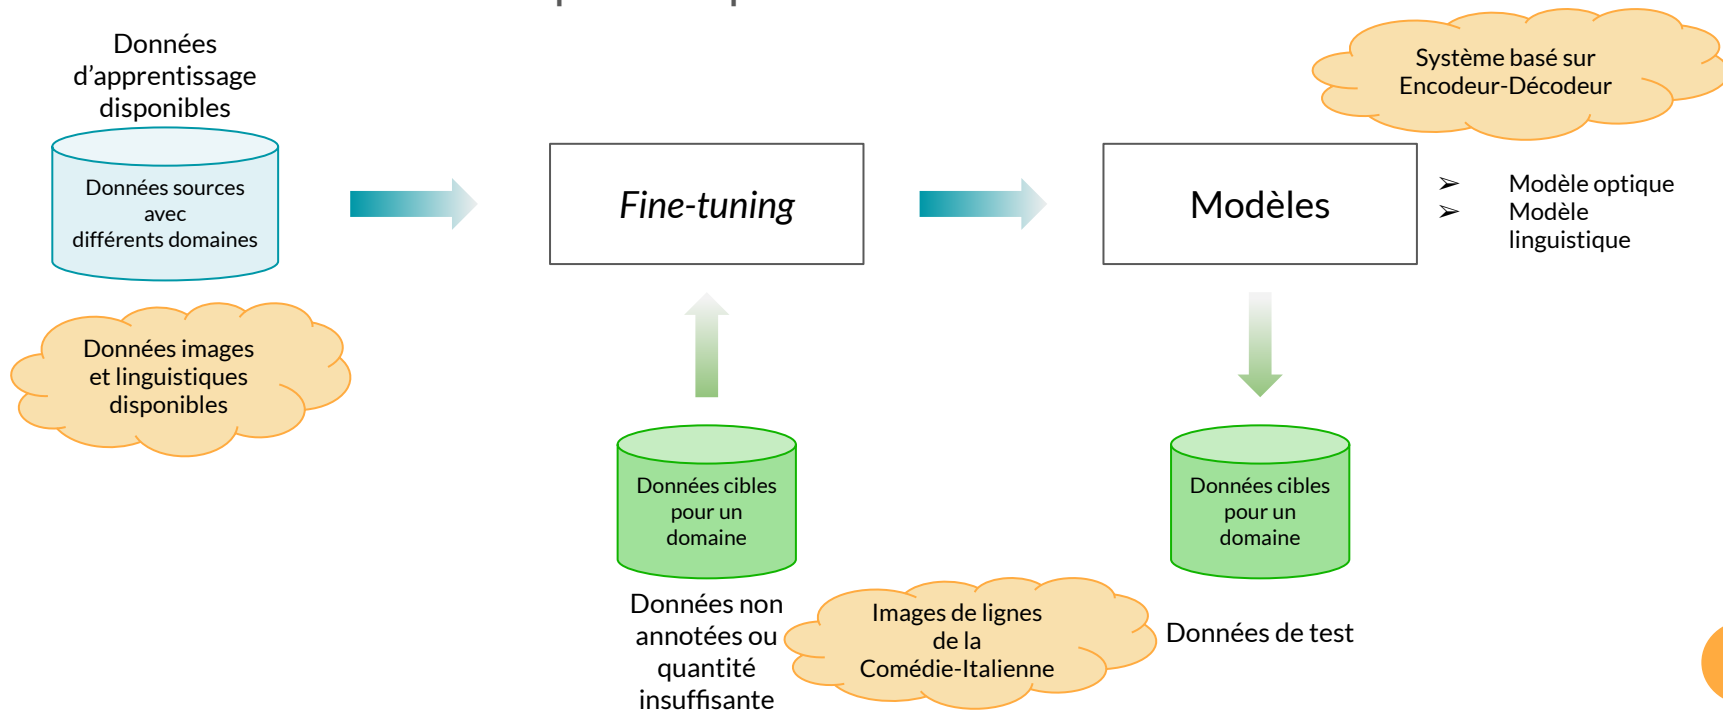 Données
d'apprentissage
disponibles
Données sources
avec
différents domaines
Données images
et linguistiques
disponibles
Fine-tuning
Données cibles
pour un
domaine
Données non
annotées ou
quantité
insuffisante
Images de lignes
de la
Comédie-Italienne
Système basé sur
Encodeur-Décodeur
Modèles
➢ Modèle optique
➢ Modèle
linguistique
Données cibles
pour un
domaine
Données de test